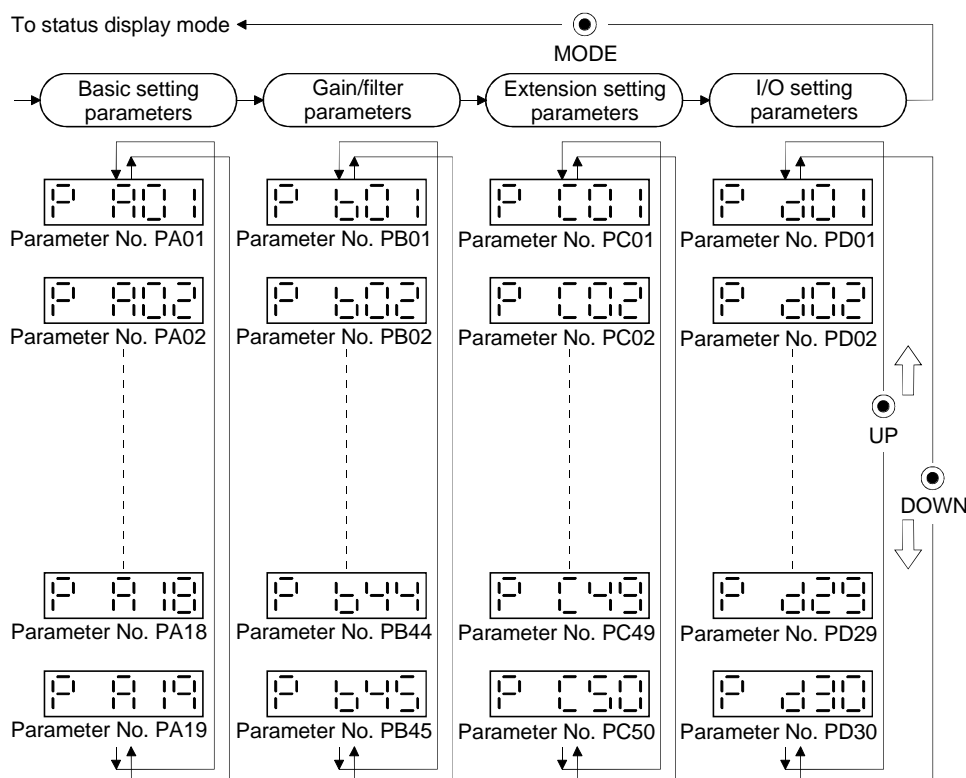 To status display mode
MODE
Basic setting
parameters
Gain/filter
parameters
Extension setting
parameters
I/O setting
parameters
P A01
Parameter No. PA01
P b01
Parameter No. PB01
P C01
Parameter No. PC01
P d01
Parameter No. PD01
P A02
Parameter No. PA02
P b02
Parameter No. PB02
P C02
Parameter No. PC02
P d02
Parameter No. PD02
UP
DOWN
P A18
Parameter No. PA18
P b44
Parameter No. PB44
P C49
Parameter No. PC49
P d29
Parameter No. PD29
P A19
Parameter No. PA19
P b45
Parameter No. PB45
P C50
Parameter No. PC50
P d30
Parameter No. PD30